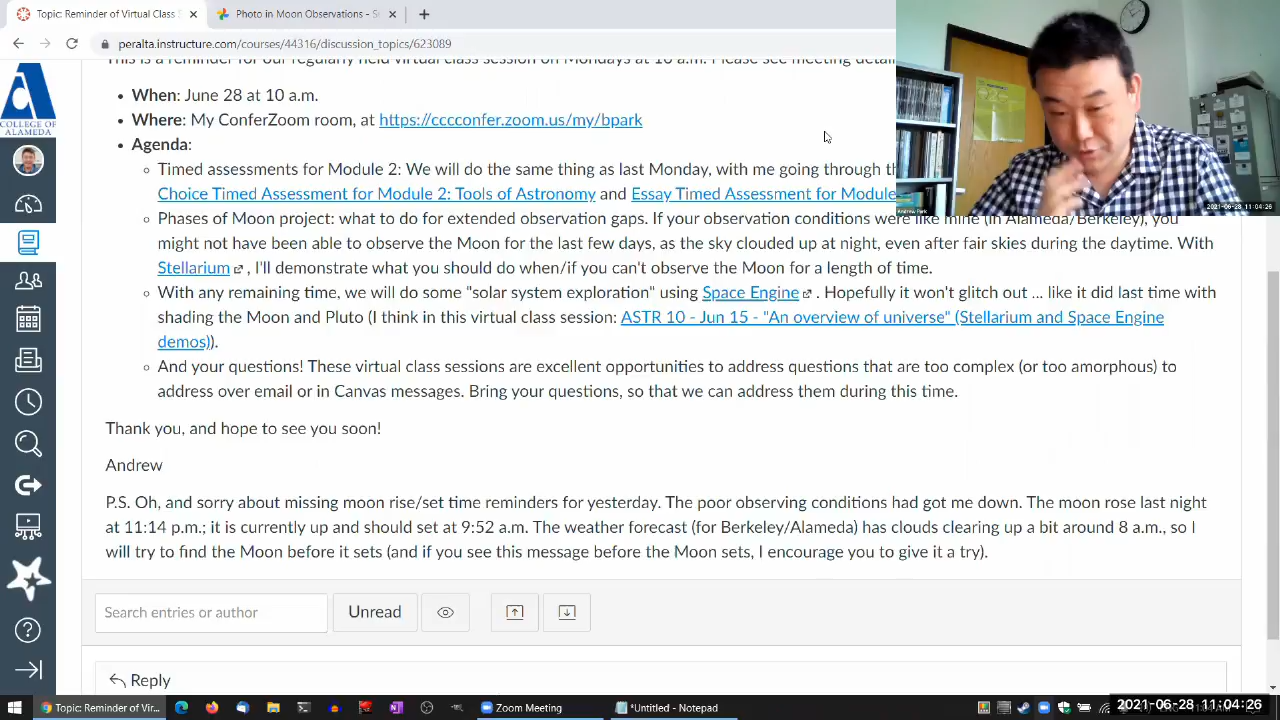 Topic: Reminder of Virtual Class S
Photo in Moon Observations - S
peralta.instructure.com/courses/44316/discussion_topics/623089
This is a reminder for our regularly held virtual class session on Mondays at 10 a.m. Please see meeting detai
COLLEGE OF
ALAMEDA
When: June 28 at 10 a.m.
Where: My ConferZoom room, at https://cccconfer.zoom.us/my/bpark
Agenda:
Timed assessments for Module 2: We will do the same thing as last Monday, with me going through th
Choice Timed Assessment for Module 2: Tools of Astronomy and Essay Timed Assessment for Module
Phases of Moon project: what to do for extended observation gaps. If your observation conditions were like mine (in Alameda/Berkeley), you
might not have been able to observe the Moon for the last few days, as the sky clouded up at night, even after fair skies during the daytime. With
Stellarium , I'll demonstrate what you should do when/if you can't observe the Moon for a length of time.
With any remaining time, we will do some "solar system exploration" using Space Engine . Hopefully it won't glitch out ... like it did last time with
shading the Moon and Pluto (I think in this virtual class session: ASTR 10 - Jun 15 - "An overview of universe" (Stellarium and Space Engine
demos)).
And your questions! These virtual class sessions are excellent opportunities to address questions that are too complex (or too amorphous) to
address over email or in Canvas messages. Bring your questions, so that we can address them during this time.
Thank you, and hope to see you soon!
Andrew
P.S. Oh, and sorry about missing moon rise/set time reminders for yesterday. The poor observing conditions had got me down. The moon rose last night
at 11:14 p.m.; it is currently up and should set at 9:52 a.m. The weather forecast (for Berkeley/Alameda) has clouds clearing up a bit around 8 a.m., so I
will try to find the Moon before it sets (and if you see this message before the Moon sets, I encourage you to give it a try).
Search entries or author
Unread
Reply
Andrew Park
2021-06-28 11:04:26
Topic: Reminder of Vir...
Zoom Meeting
*Untitled - Notepad
2021-06-28 11:04:26